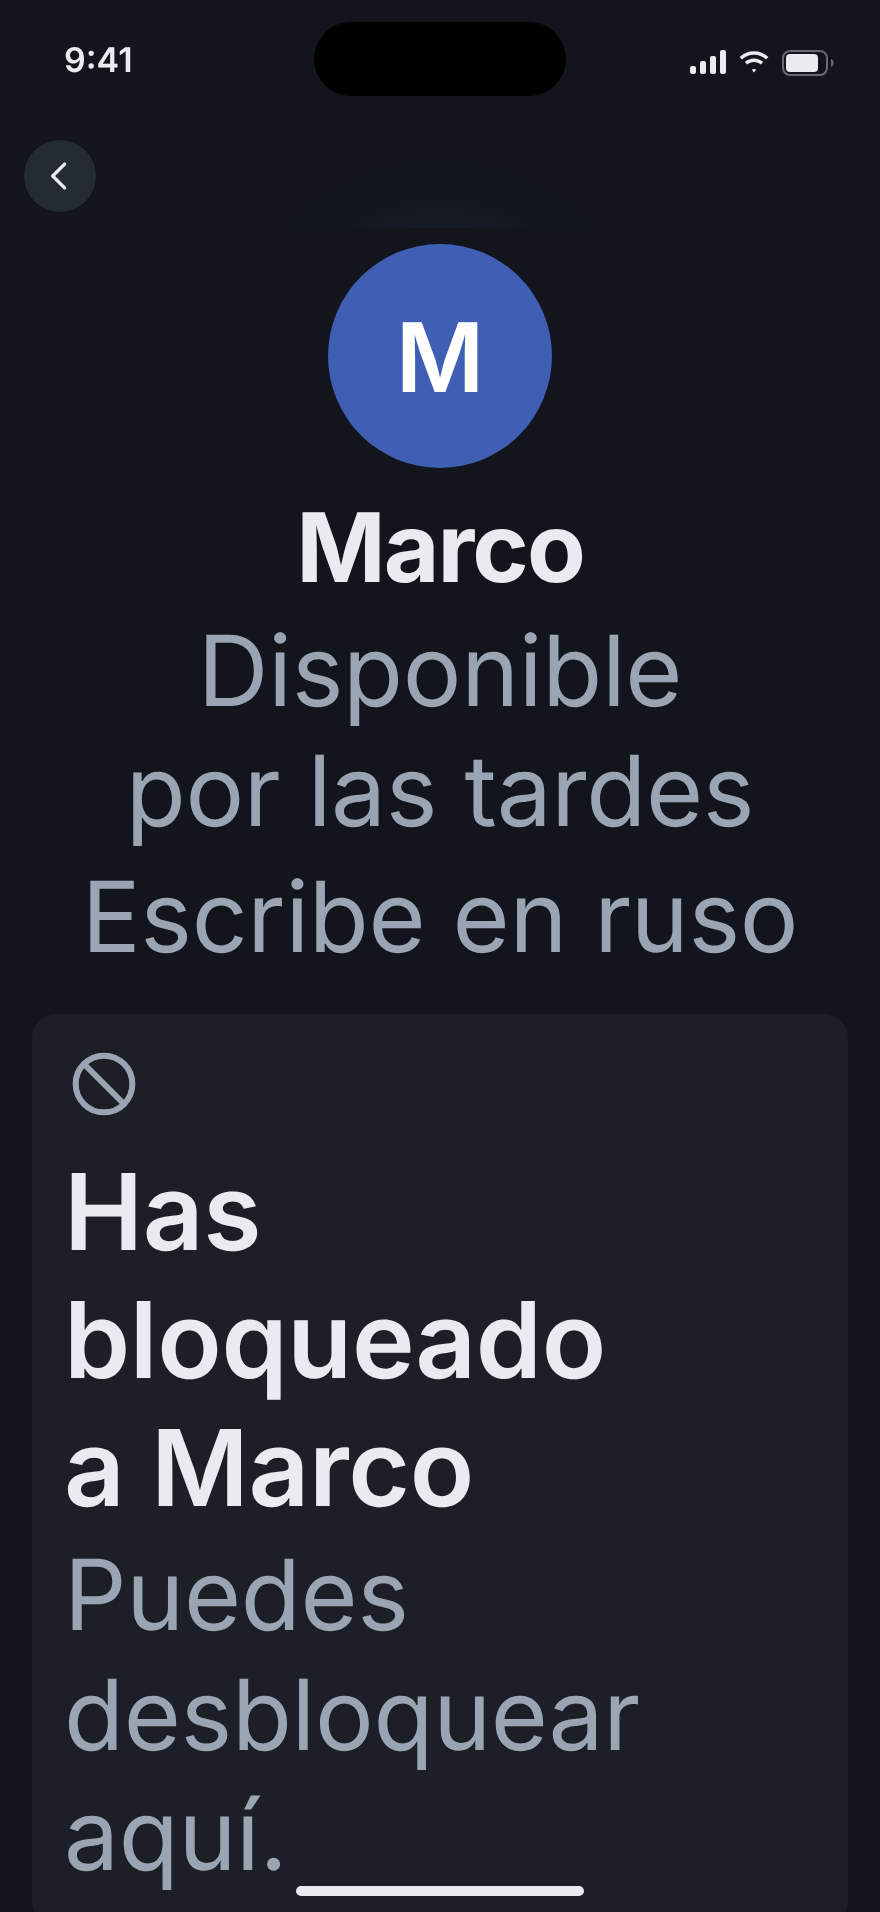 9:41
M
Marco
Disponible
por las tardes
Escribe en ruso
Has
bloqueado
a Marco
Puedes
desbloquear
aquí.